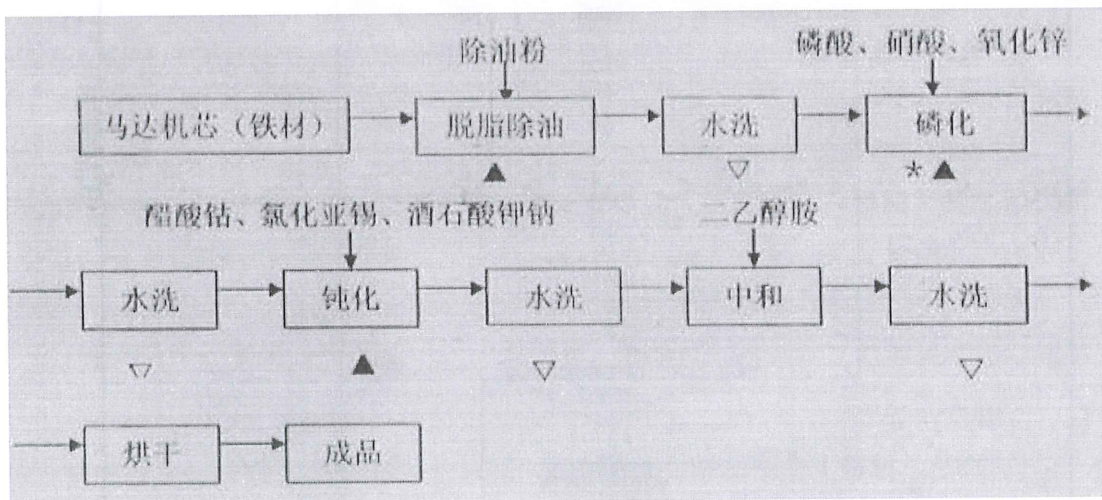 除油粉 磷酸、硝酸、氧化锌
马达机芯（铁材） 脱脂除油 水洗 磷化
*
醋酸钴、氯化亚锡、酒石酸钾钠 二乙醇胺
水洗 钝化 水洗 中和 水洗
烘干 成品